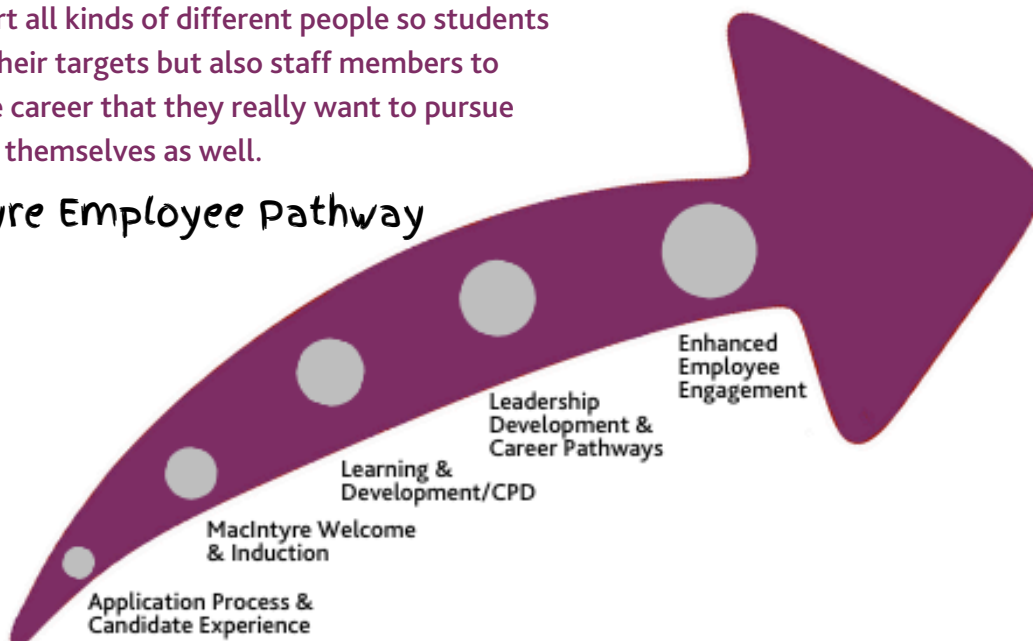 rt all kinds of different people so students
heir targets but also staff members to
e career that they really want to pursue
themselves as well.
yre Employee Pathway
Enhanced
Employee
Engagement
Leadership
Development &
Career Pathways
Learning &
Development/CPD
MacIntyre Welcome
& Induction
Application Process &
Candidate Experience